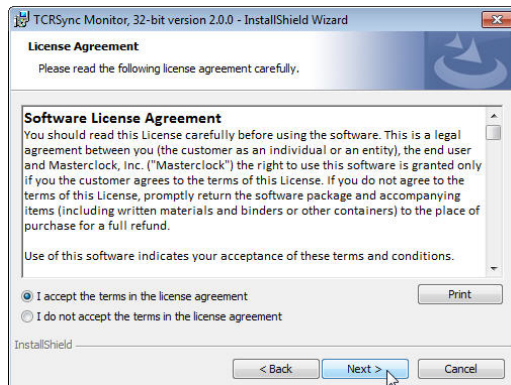 TCRSync Monitor, 32-bit version 2.0.0 - InstallShield Wizard
License Agreement
Please read the following license agreement carefully.
Software License Agreement
You should read this License carefully before using the software. This is a legal
agreement between you (the customer as an individual or an entity), the end user
and Masterclock, Inc. ("Masterclock") the right to use this software is granted only
if you the customer agrees to the terms of this License. If you do not agree to the
terms of this License, promptly return the software package and accompanying
items (including written materials and binders or other containers) to the place of
purchase for a full refund.
Use of this software indicates your acceptance of these terms and conditions.
I accept the terms in the license agreement
Print
I do not accept the terms in the license agreement
InstallShield
< Back
Next >
Cancel